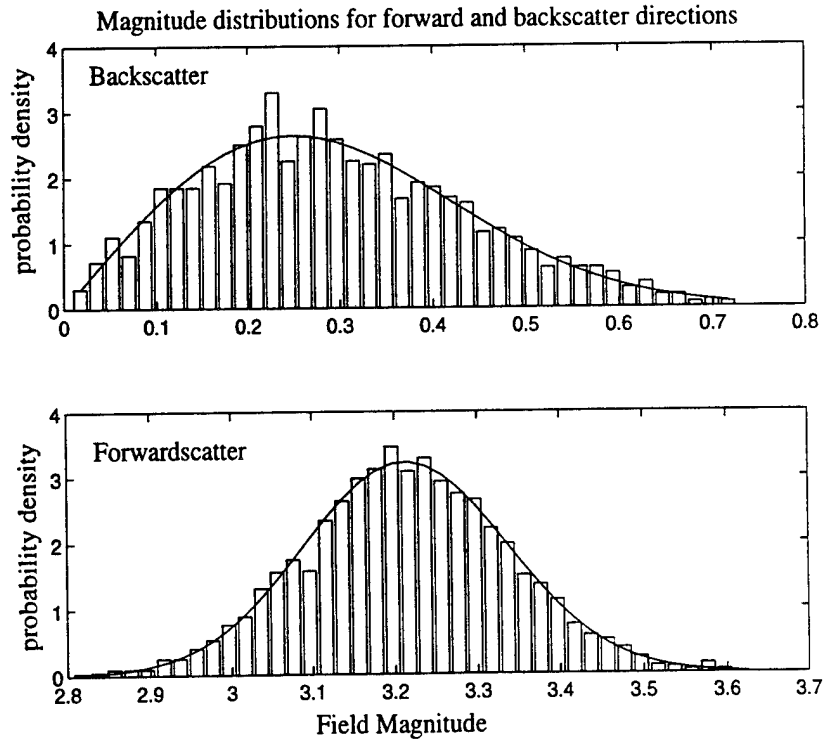 Magnitude distributions for forward and backscatter directions
4
3
2
1
0
probability density
Backscatter
0 0.1 0.2 0.3 0.4 0.5 0.6 0.7 0.8
4
3
2
1
0
probability density
Forwardscatter
2.8 2.9 3 3.1 3.2 3.3 3.4 3.5 3.6 3.7
Field Magnitude